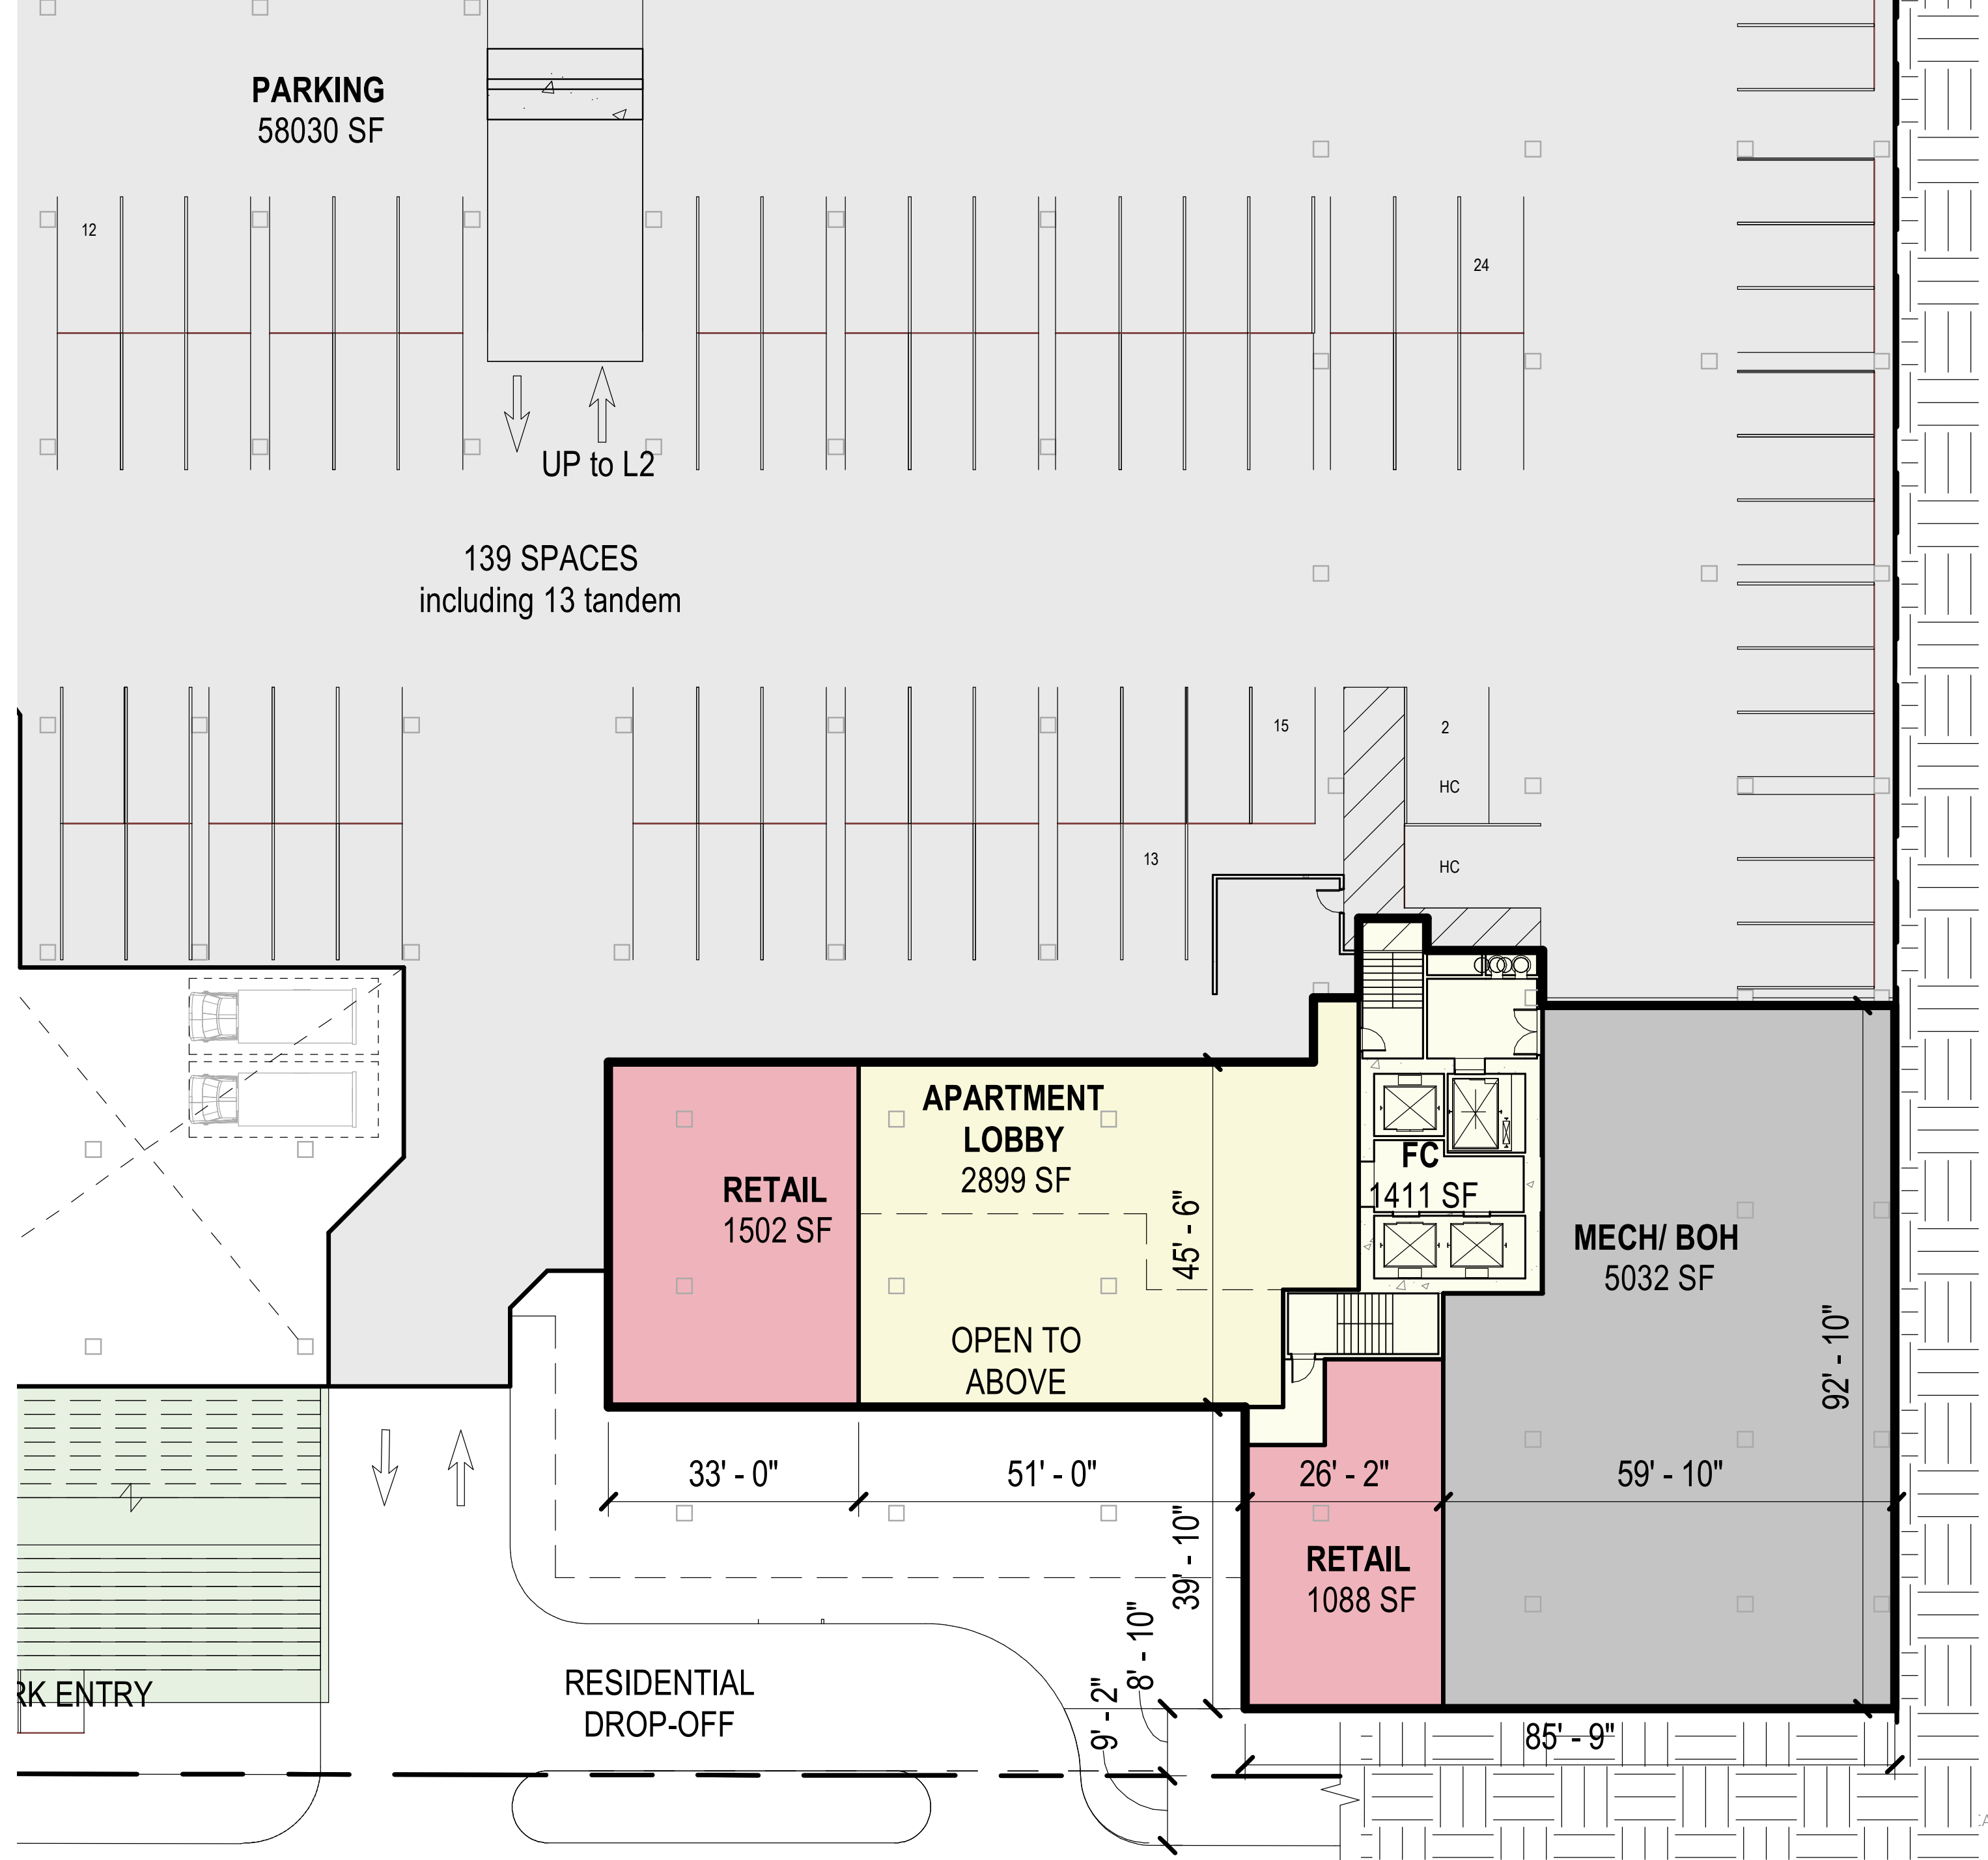 PARKING
58030 SF
12
24
UP to L2
139 SPACES
including 13 tandem
15
2
HC
13
HC
APARTMENT
LOBBY
2899 SF
RETAIL
1502 SF
FC
1411 SF
45' - 6"
MECH/ BOH
5032 SF
OPEN TO
ABOVE
92' - 10"
33' - 0"
51' - 0"
26' - 2"
59' - 10"
39' - 10"
RETAIL
1088 SF
8' - 10"
9' - 2"
RK ENTRY
RESIDENTIAL
DROP-OFF
85' - 9"